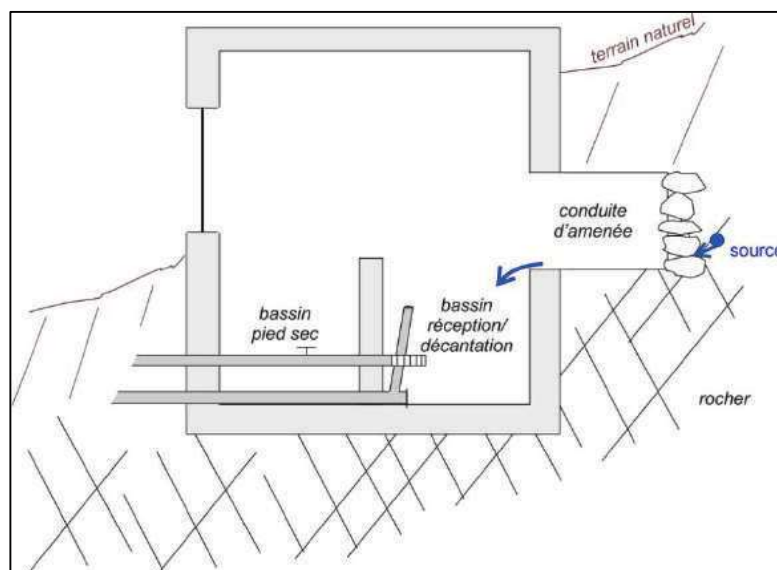 terrain naturel
conduite
d'amenée
source
bassin
pied sec
bassin
réception/
décantation
rocher